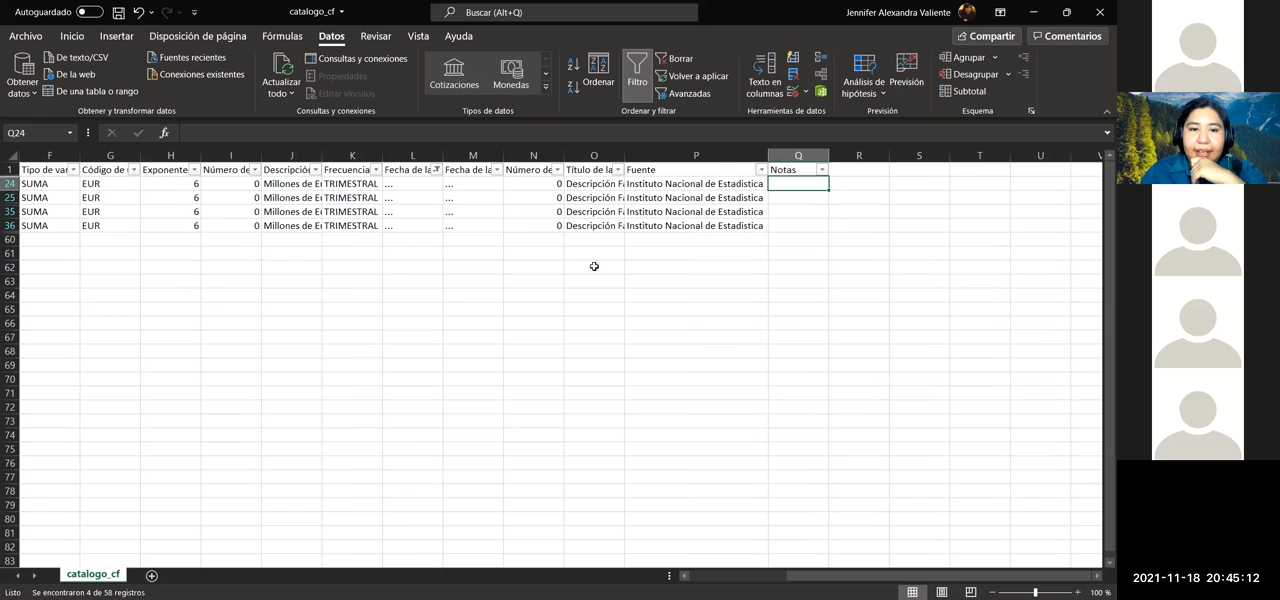 Autoguardado
catalogo_cf
Buscar (Alt+Q)
Jennifer Alexandra Valiente
Archivo Inicio Insertar Disposición de página Fórmulas Datos Revisar Vista Ayuda Compartir Comentarios
Obtener datos
De texto/CSV
De la web
De una tabla o rango
Fuentes recientes
Conexiones existentes
Actualizar todo
Consultas y conexiones
Propiedades
Editar vínculos
Cotizaciones
Monedas
Ordenar
Filtro
Borrar
Volver a aplicar
Avanzadas
Texto en columnas
Análisis de hipótesis
Previsión
Agrupar
Desagrupar
Subtotal
Obtener y transformar datos
Consultas y conexiones
Tipos de datos
Ordenar y filtrar
Herramientas de datos
Previsión
Esquema
Q24
fx
F G H I J K L M N O P Q R S T U
1 Tipo de var Código de Exponente Número de Descripción Frecuencia Fecha de la Fecha de la Número de Título de la Fuente Notas
24 SUMA EUR 6 0 Millones de E TRIMESTRAL ... ... 0 Descripción Fa Instituto Nacional de Estadistica
25 SUMA EUR 6 0 Millones de E TRIMESTRAL ... ... 0 Descripción Fa Instituto Nacional de Estadistica
35 SUMA EUR 6 0 Millones de E TRIMESTRAL ... ... 0 Descripción Fa Instituto Nacional de Estadistica
36 SUMA EUR 6 0 Millones de E TRIMESTRAL ... ... 0 Descripción Fa Instituto Nacional de Estadistica
60
61
62
63
64
65
66
67
68
69
70
71
72
73
74
75
76
77
78
79
80
81
82
83
catalogo_cf
Listo Se encontraron 4 de 58 registros
100 %
2021-11-18 20:45:12